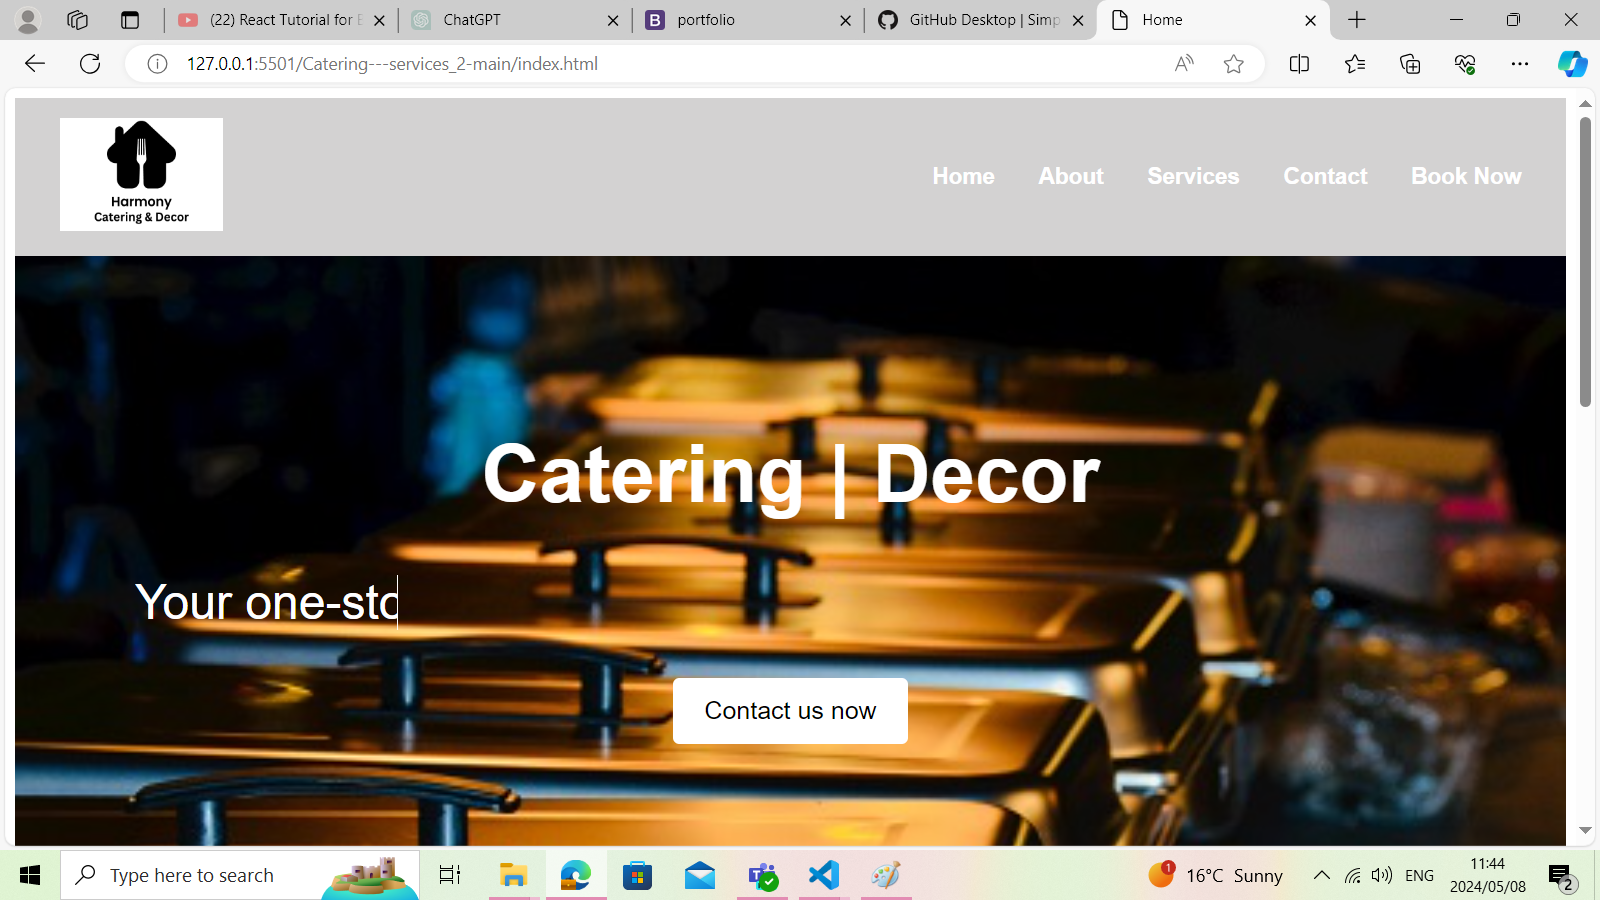 (22) React Tutorial for
ChatGPT
portfolio
GitHub Desktop | Simp
Home
127.0.0.1:5501/Catering---services_2-main/index.html
Harmony
Catering & Decor
Home
About
Services
Contact
Book Now
Catering | Decor
Your one-sto
Contact us now
Type here to search
1
16°C Sunny
ENG
11:44
2024/05/08
2